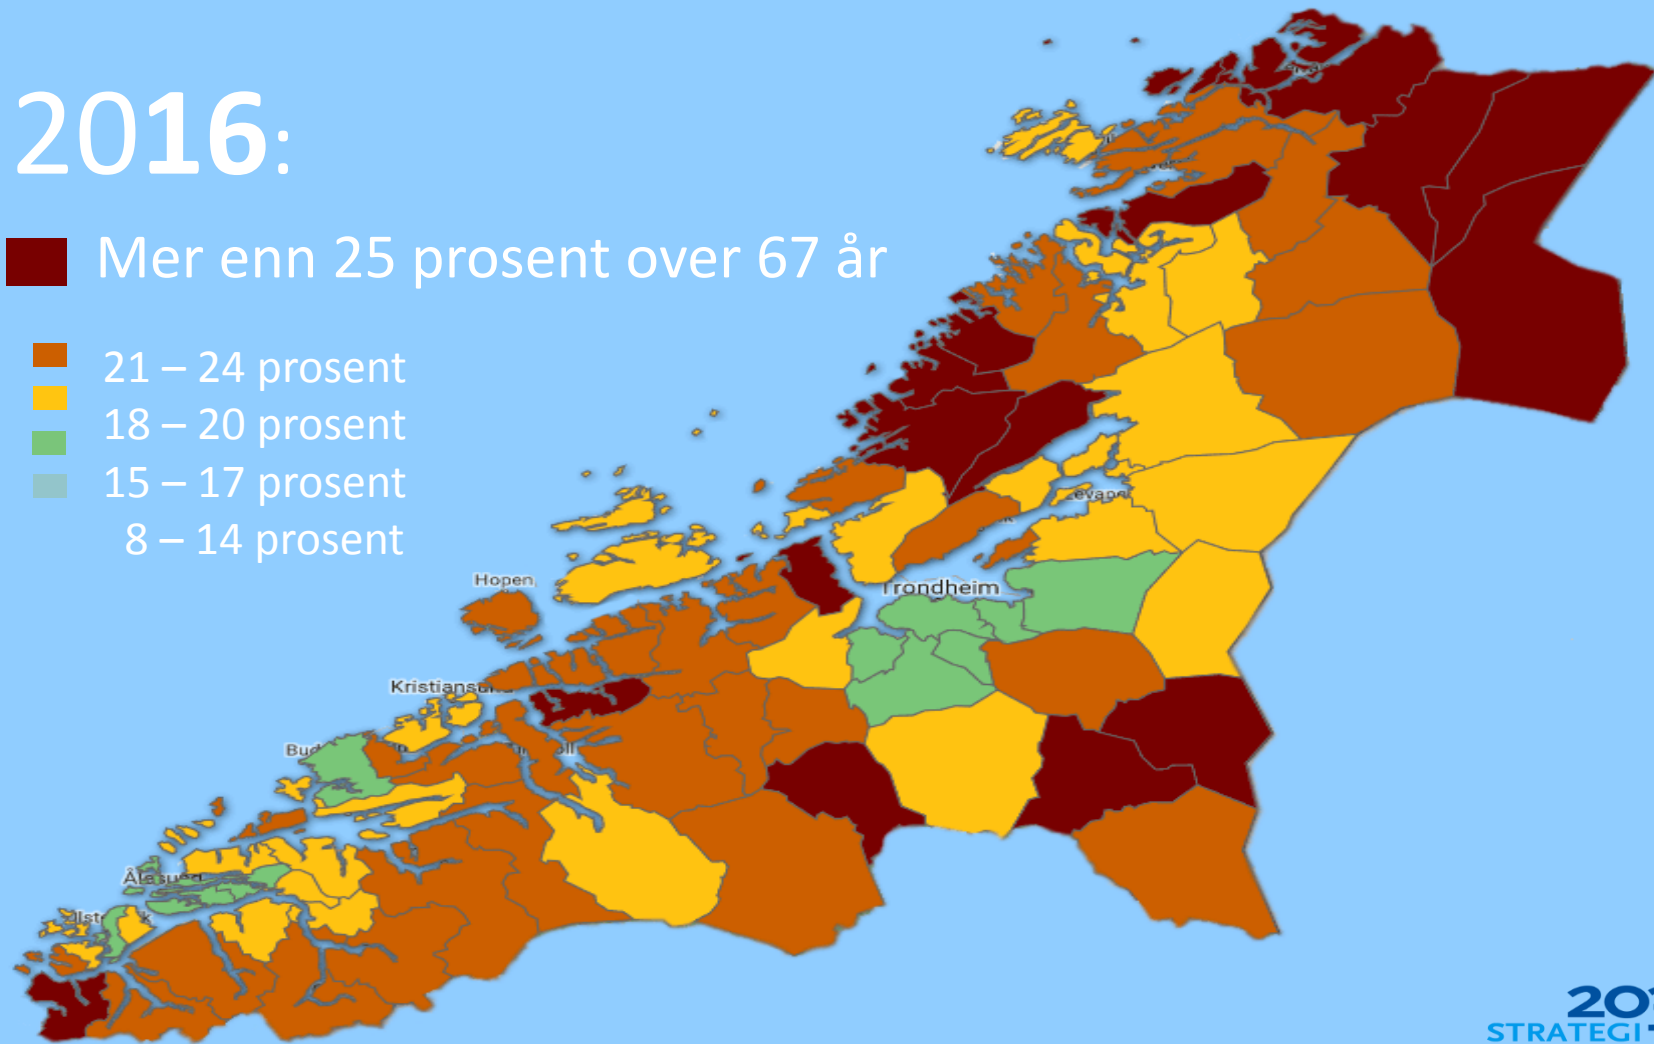 2016:
Mer enn 25 prosent over 67 år
21 – 24 prosent
18 – 20 prosent
15 – 17 prosent
8 – 14 prosent
Hopen
Trondheim
Ålesund
STRATEGI